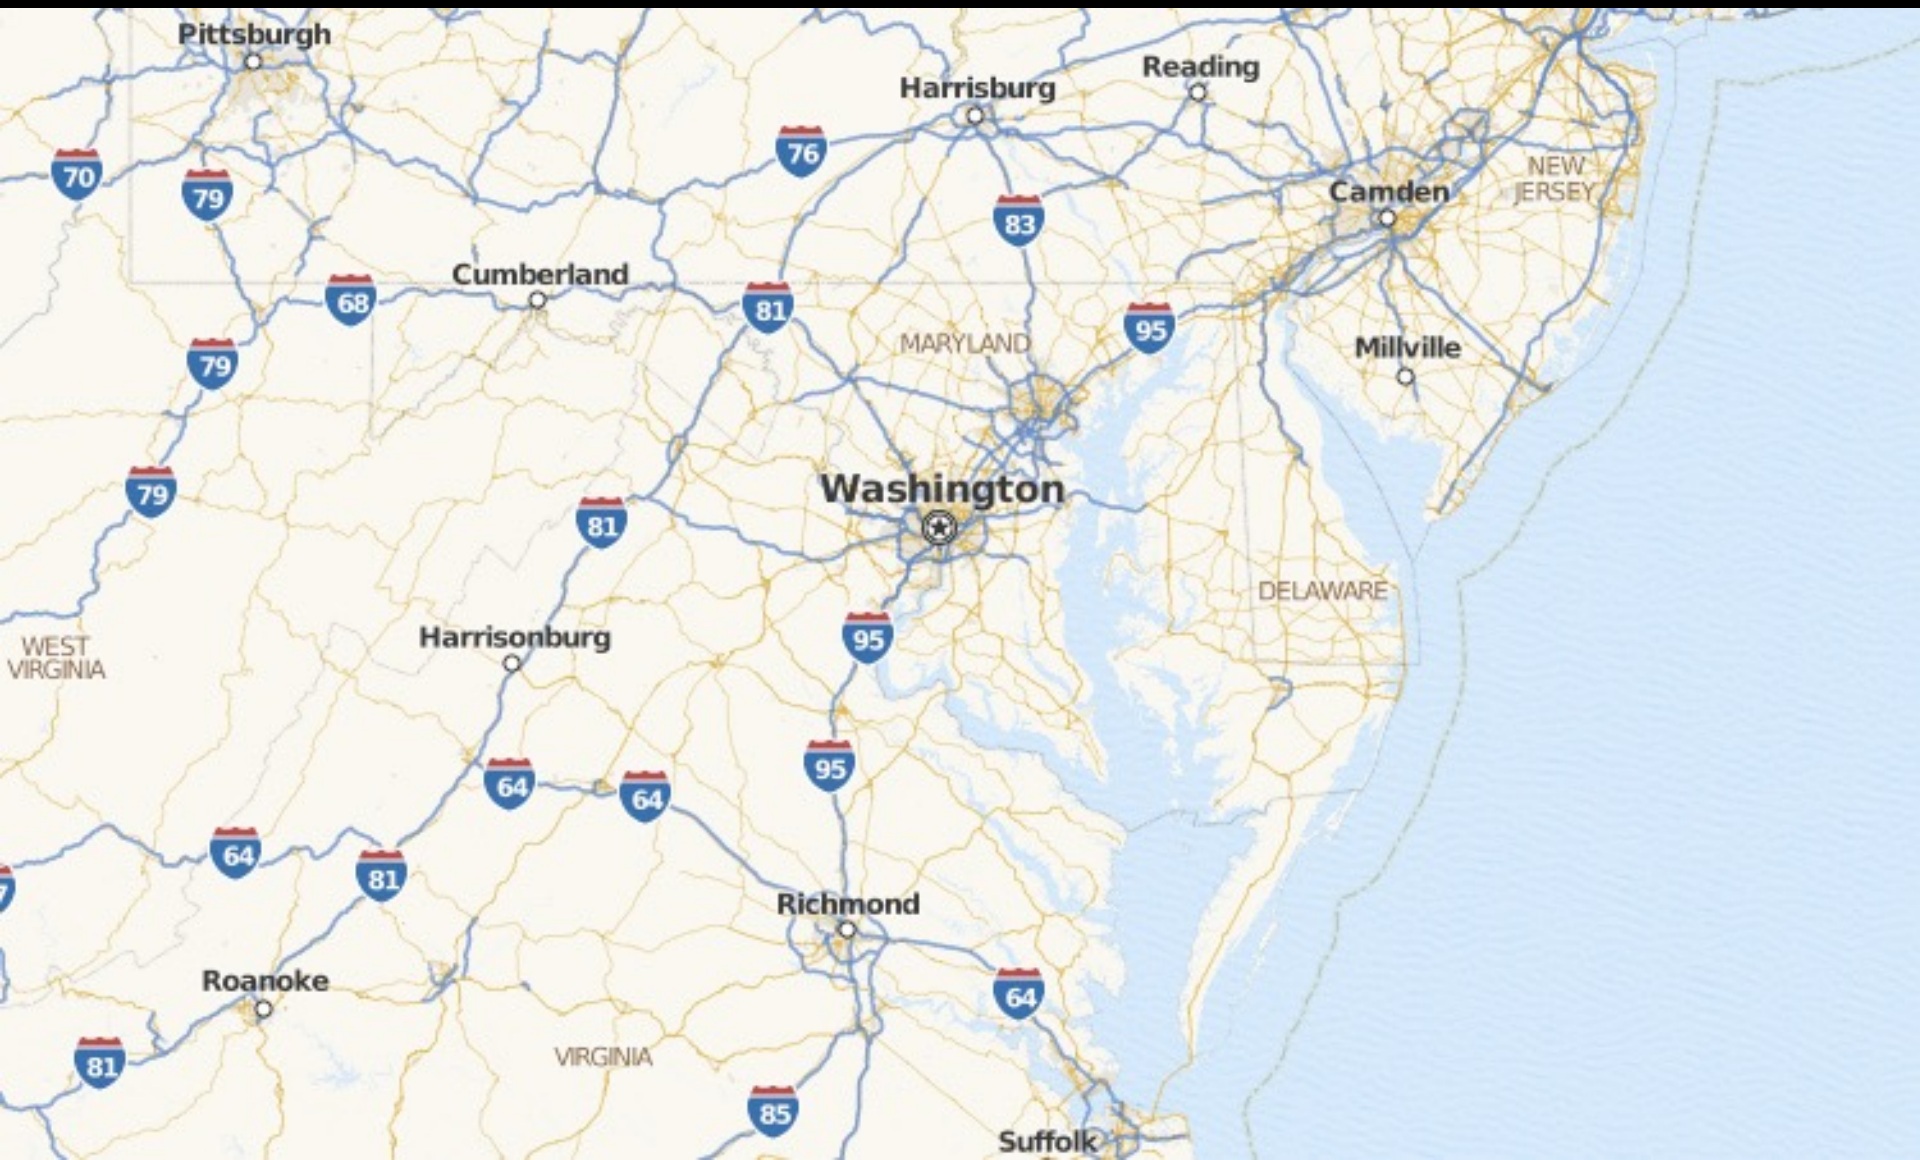 Pittsburgh
Harrisburg
Reading
76
70
79
NEW
JERSEY
Camden
83
Cumberland
68
81
95
MARYLAND
Millville
79
79
Washington
81
DELAWARE
95
Harrisonburg
WEST
VIRGINIA
95
64
64
64
81
7
Richmond
Roanoke
64
81
VIRGINIA
85
Suffolk